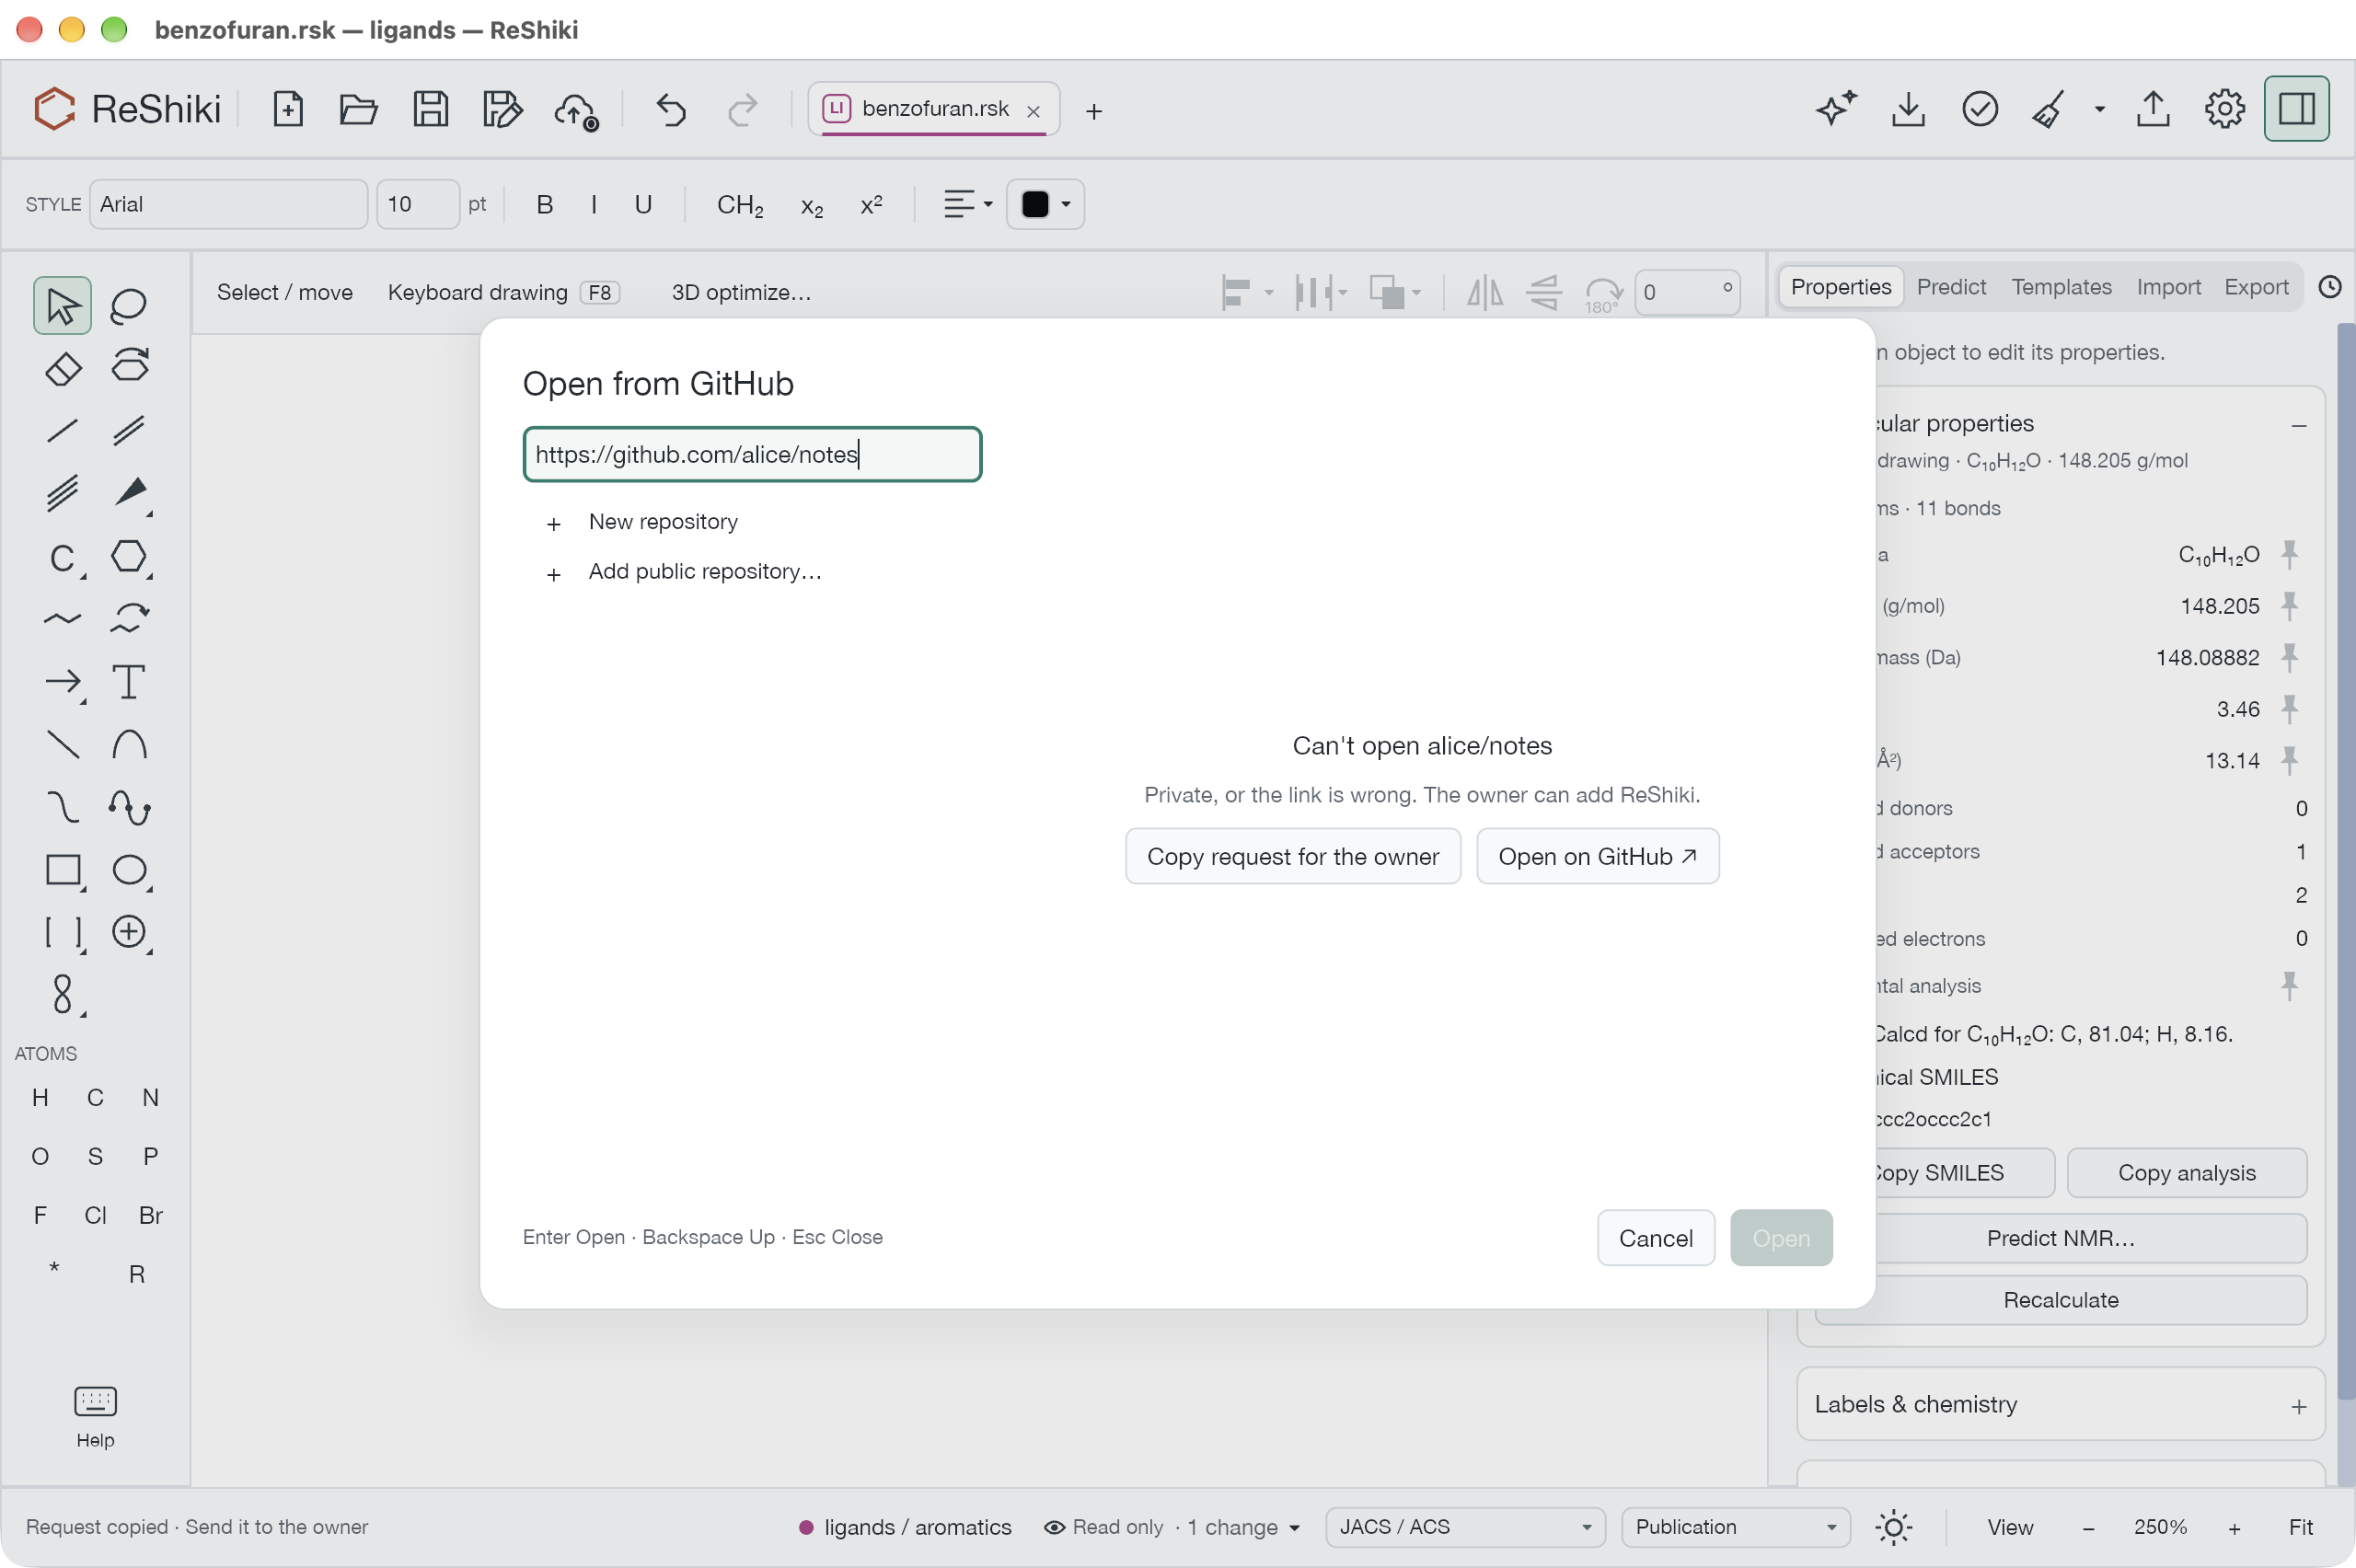 benzofuran.rsk — ligands — ReShiki
ReShiki
LI benzofuran.rsk × +
STYLE Arial 10 pt B I U CH₂ x₂ x²
Select / move Keyboard drawing F8 3D optimize…
180° 0 °
Properties Predict Templates Import Export
Open from GitHub
https://github.com/alice/notes
+ New repository
+ Add public repository…
Can't open alice/notes
Private, or the link is wrong. The owner can add ReShiki.
Copy request for the owner Open on GitHub ↗
Enter Open · Backspace Up · Esc Close
Cancel Open
object to edit its properties.
properties
drawing · C₁₀H₁₂O · 148.205 g/mol
· 11 bonds
C₁₀H₁₂O
(g/mol) 148.205
mass (Da) 148.08882
3.46
Å²) 13.14
donors 0
acceptors 1
2
electrons 0
analysis
Calcd for C₁₀H₁₂O: C, 81.04; H, 8.16.
SMILES
ccc2occc2c1
Copy SMILES Copy analysis
Predict NMR…
Recalculate
Labels & chemistry +
C
T
[ ]
ATOMS
H C N
O S P
F Cl Br
* R
Help
Request copied · Send it to the owner
ligands / aromatics Read only · 1 change JACS / ACS Publication View − 250% + Fit